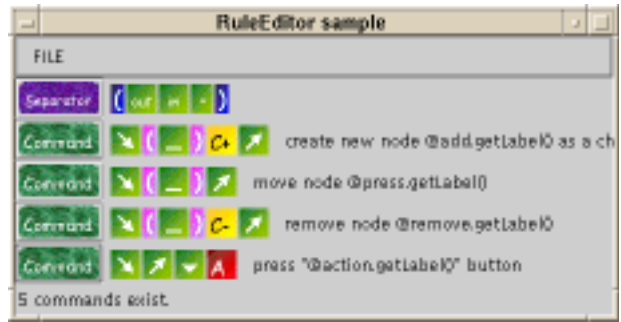 RuleEditor sample
FILE
Separator ( out in - )
Command ( _ ) C+ create new node @add.getLabel() as a ch
Command ( _ ) move node @press.getLabel()
Command ( _ ) C- remove node @remove.getLabel()
Command A press "@action.getLabel()" button
5 commands exist.